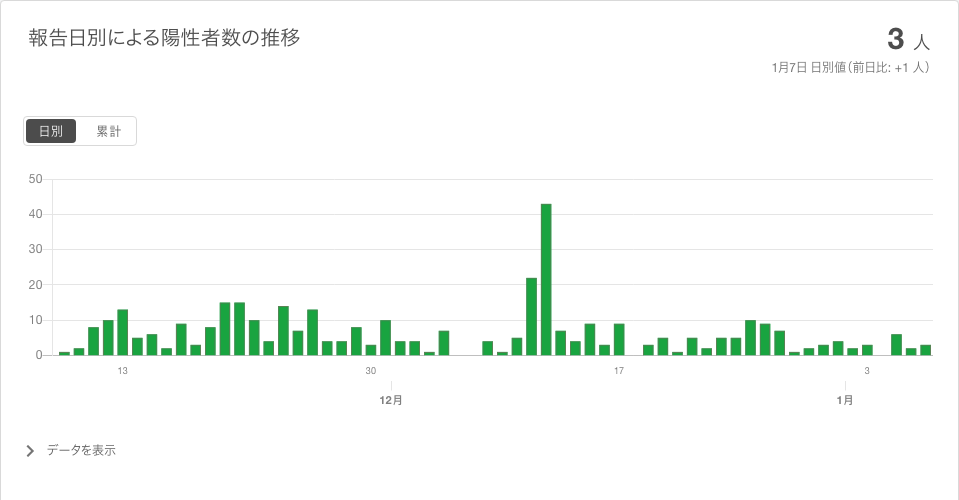 報告日別による陽性者数の推移
3 人
1月7日 日別値（前日比: +1 人）
日別 累計
50
40
30
20
10
0
13 30 17 3
12月 1月
データを表示